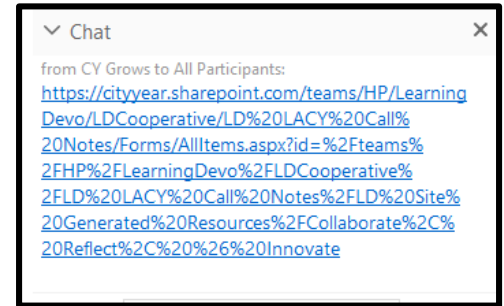 Chat
from CY Grows to All Participants:
https://cityyear.sharepoint.com/teams/HP/Learning
Devo/LDCooperative/LD%20LACY%20Call%
20Notes/Forms/AllItems.aspx?id=%2Fteams%
2FHP%2FLearningDevo%2FLDCooperative%
2FLD%20LACY%20Call%20Notes%2FLD%20Site%
20Generated%20Resources%2FCollaborate%2C%
20Reflect%2C%20%26%20Innovate